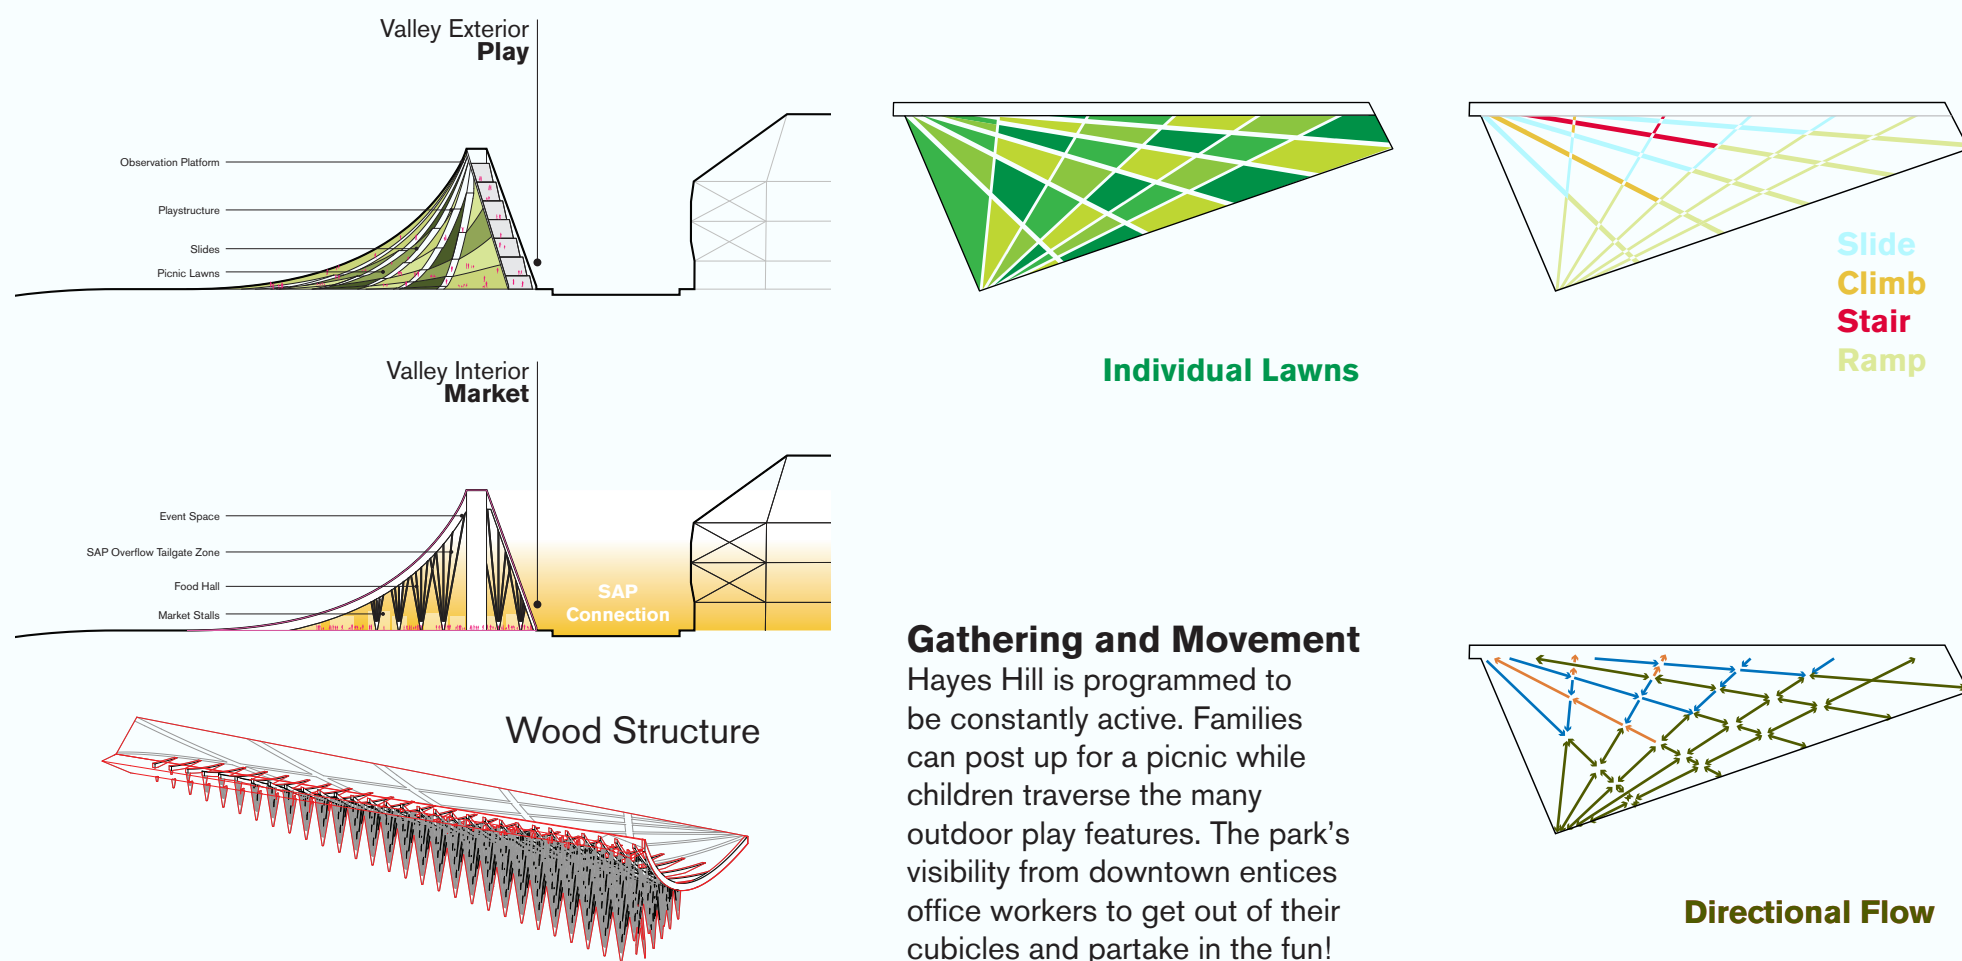 Valley Exterior
Play
Observation Platform
Playstructure
Slides
Picnic Lawns
Individual Lawns
Slide
Climb
Stair
Ramp
Valley Interior
Market
Event Space
SAP Overflow Tailgate Zone
Food Hall
Market Stalls
SAP
Connection
Wood Structure
Gathering and Movement
Hayes Hill is programmed to
be constantly active. Families
can post up for a picnic while
children traverse the many
outdoor play features. The park's
visibility from downtown entices
office workers to get out of their
cubicles and partake in the fun!
Directional Flow